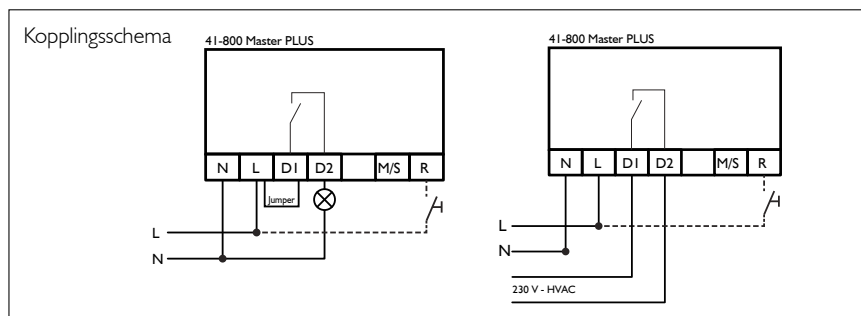 Kopplingsschema
41-800 Master PLUS
N L D1 D2 M/S R
Jumper
L
N
41-800 Master PLUS
N L D1 D2 M/S R
L
N
230 V - HVAC